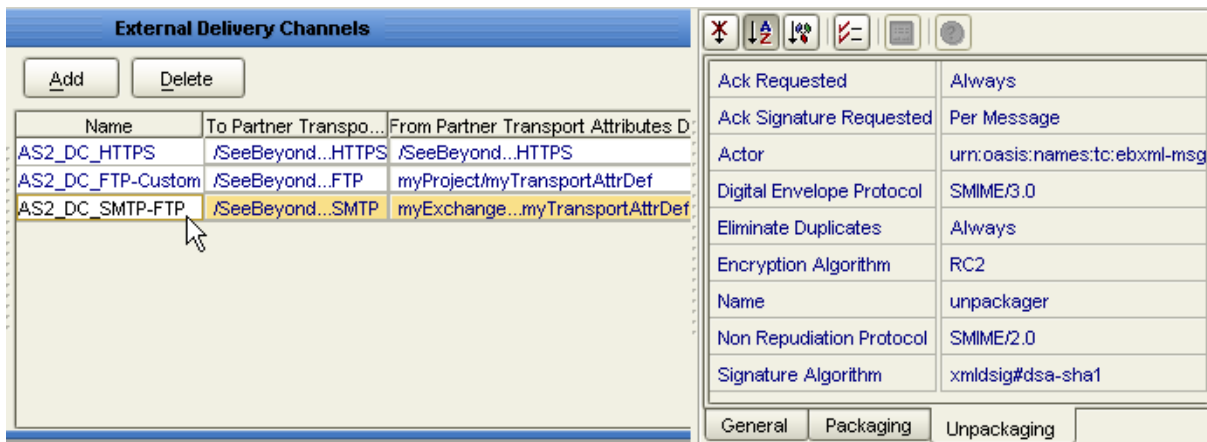 External Delivery Channels
Add Delete
Name To Partner Transpo... From Partner Transport Attributes D
AS2_DC_HTTPS /SeeBeyond...HTTPS /SeeBeyond...HTTPS
AS2_DC_FTP-Custom /SeeBeyond...FTP myProject/myTransportAttrDef
AS2_DC_SMTP-FTP /SeeBeyond...SMTP myExchange...myTransportAttrDef
Ack Requested Always
Ack Signature Requested Per Message
Actor urn:oasis:names:tc:ebxml-msg
Digital Envelope Protocol SMIME/3.0
Eliminate Duplicates Always
Encryption Algorithm RC2
Name unpackager
Non Repudiation Protocol SMIME/2.0
Signature Algorithm xmldsig#dsa-sha1
General Packaging Unpackaging